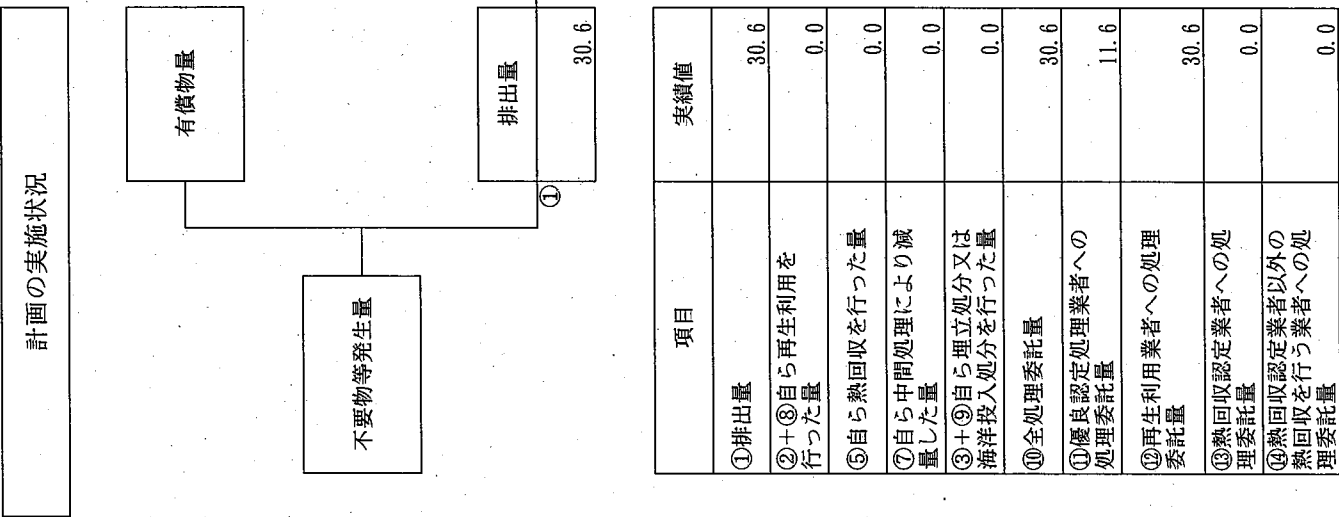 計画の実施状況
有償物量
不要物等発生量
排出量
①
30.6
項目
実績値
①排出量
30.6
②+⑧自ら再生利用を
行った量
0.0
⑤自ら熱回収を行った量
0.0
⑦自ら中間処理により減
量した量
0.0
③+⑨自ら埋立処分又は
海洋投入処分を行った量
0.0
⑩全処理委託量
30.6
⑪優良認定処理業者への
処理委託量
11.6
⑫再生利用業者への処理
委託量
30.6
⑬熱回収認定業者への処
理委託量
0.0
⑭熱回収認定業者以外の
熱回収を行う業者への処
理委託量
0.0